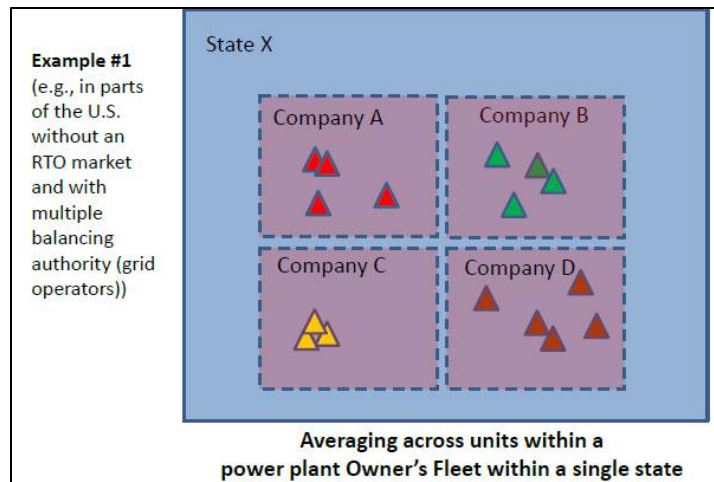 Example #1
(e.g., in parts
of the U.S.
without an
RTO market
and with
multiple
balancing
authority (grid
operators))
State X
Company A
Company B
Company C
Company D
Averaging across units within a
power plant Owner's Fleet within a single state